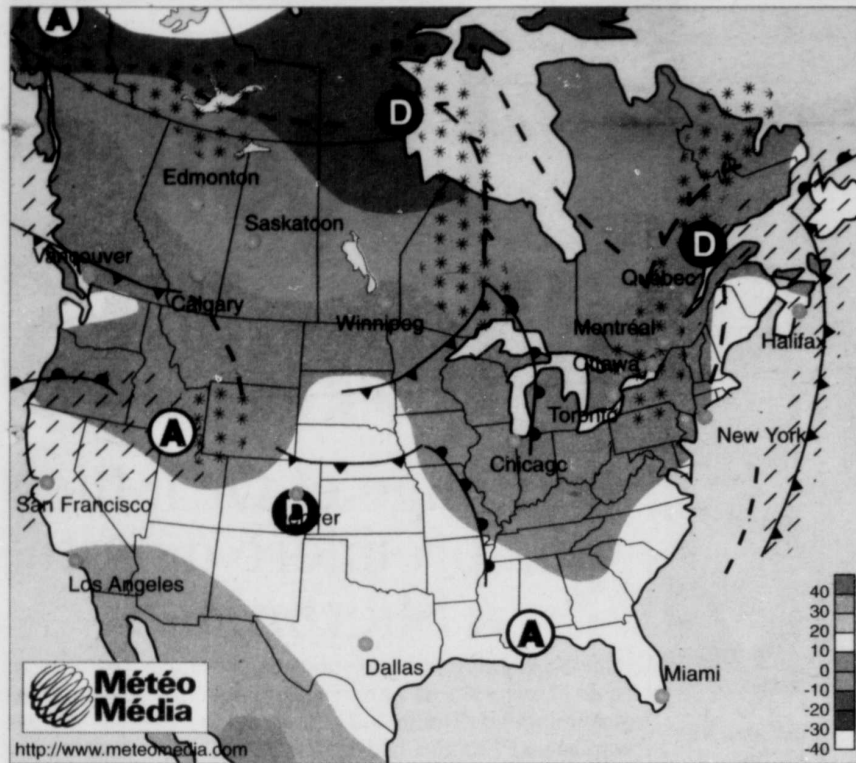 A
D
Edmonton
Saskatoon
D
Vancouver
Québec
Calgary
Winnipeg
Montréal
Halifax
Ottawa
Toronto
A
New York
Chicago
San Francisco
D
Denver
Los Angeles
40
30
20
10
0
-10
-20
-30
-40
A
Dallas
Miami
Météo
Média
http://www.meteomedia.com